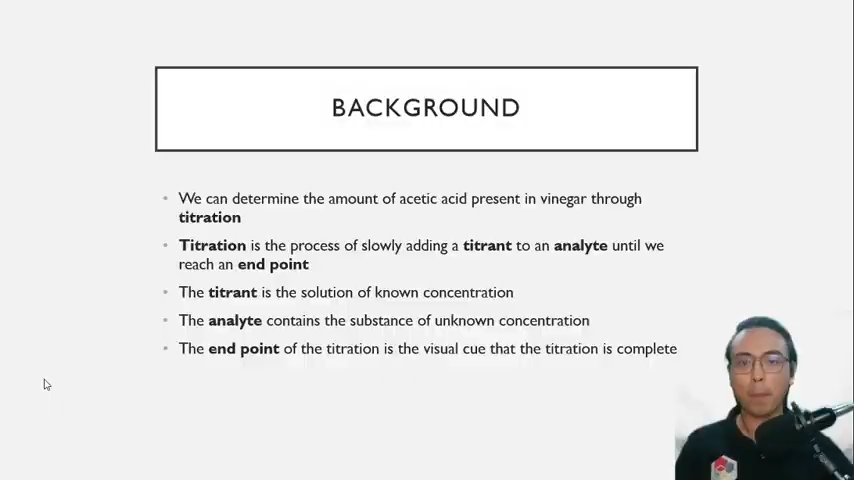 BACKGROUND
We can determine the amount of acetic acid present in vinegar through
titration
Titration is the process of slowly adding a titrant to an analyte until we
reach an end point
The titrant is the solution of known concentration
The analyte contains the substance of unknown concentration
The end point of the titration is the visual cue that the titration is complete